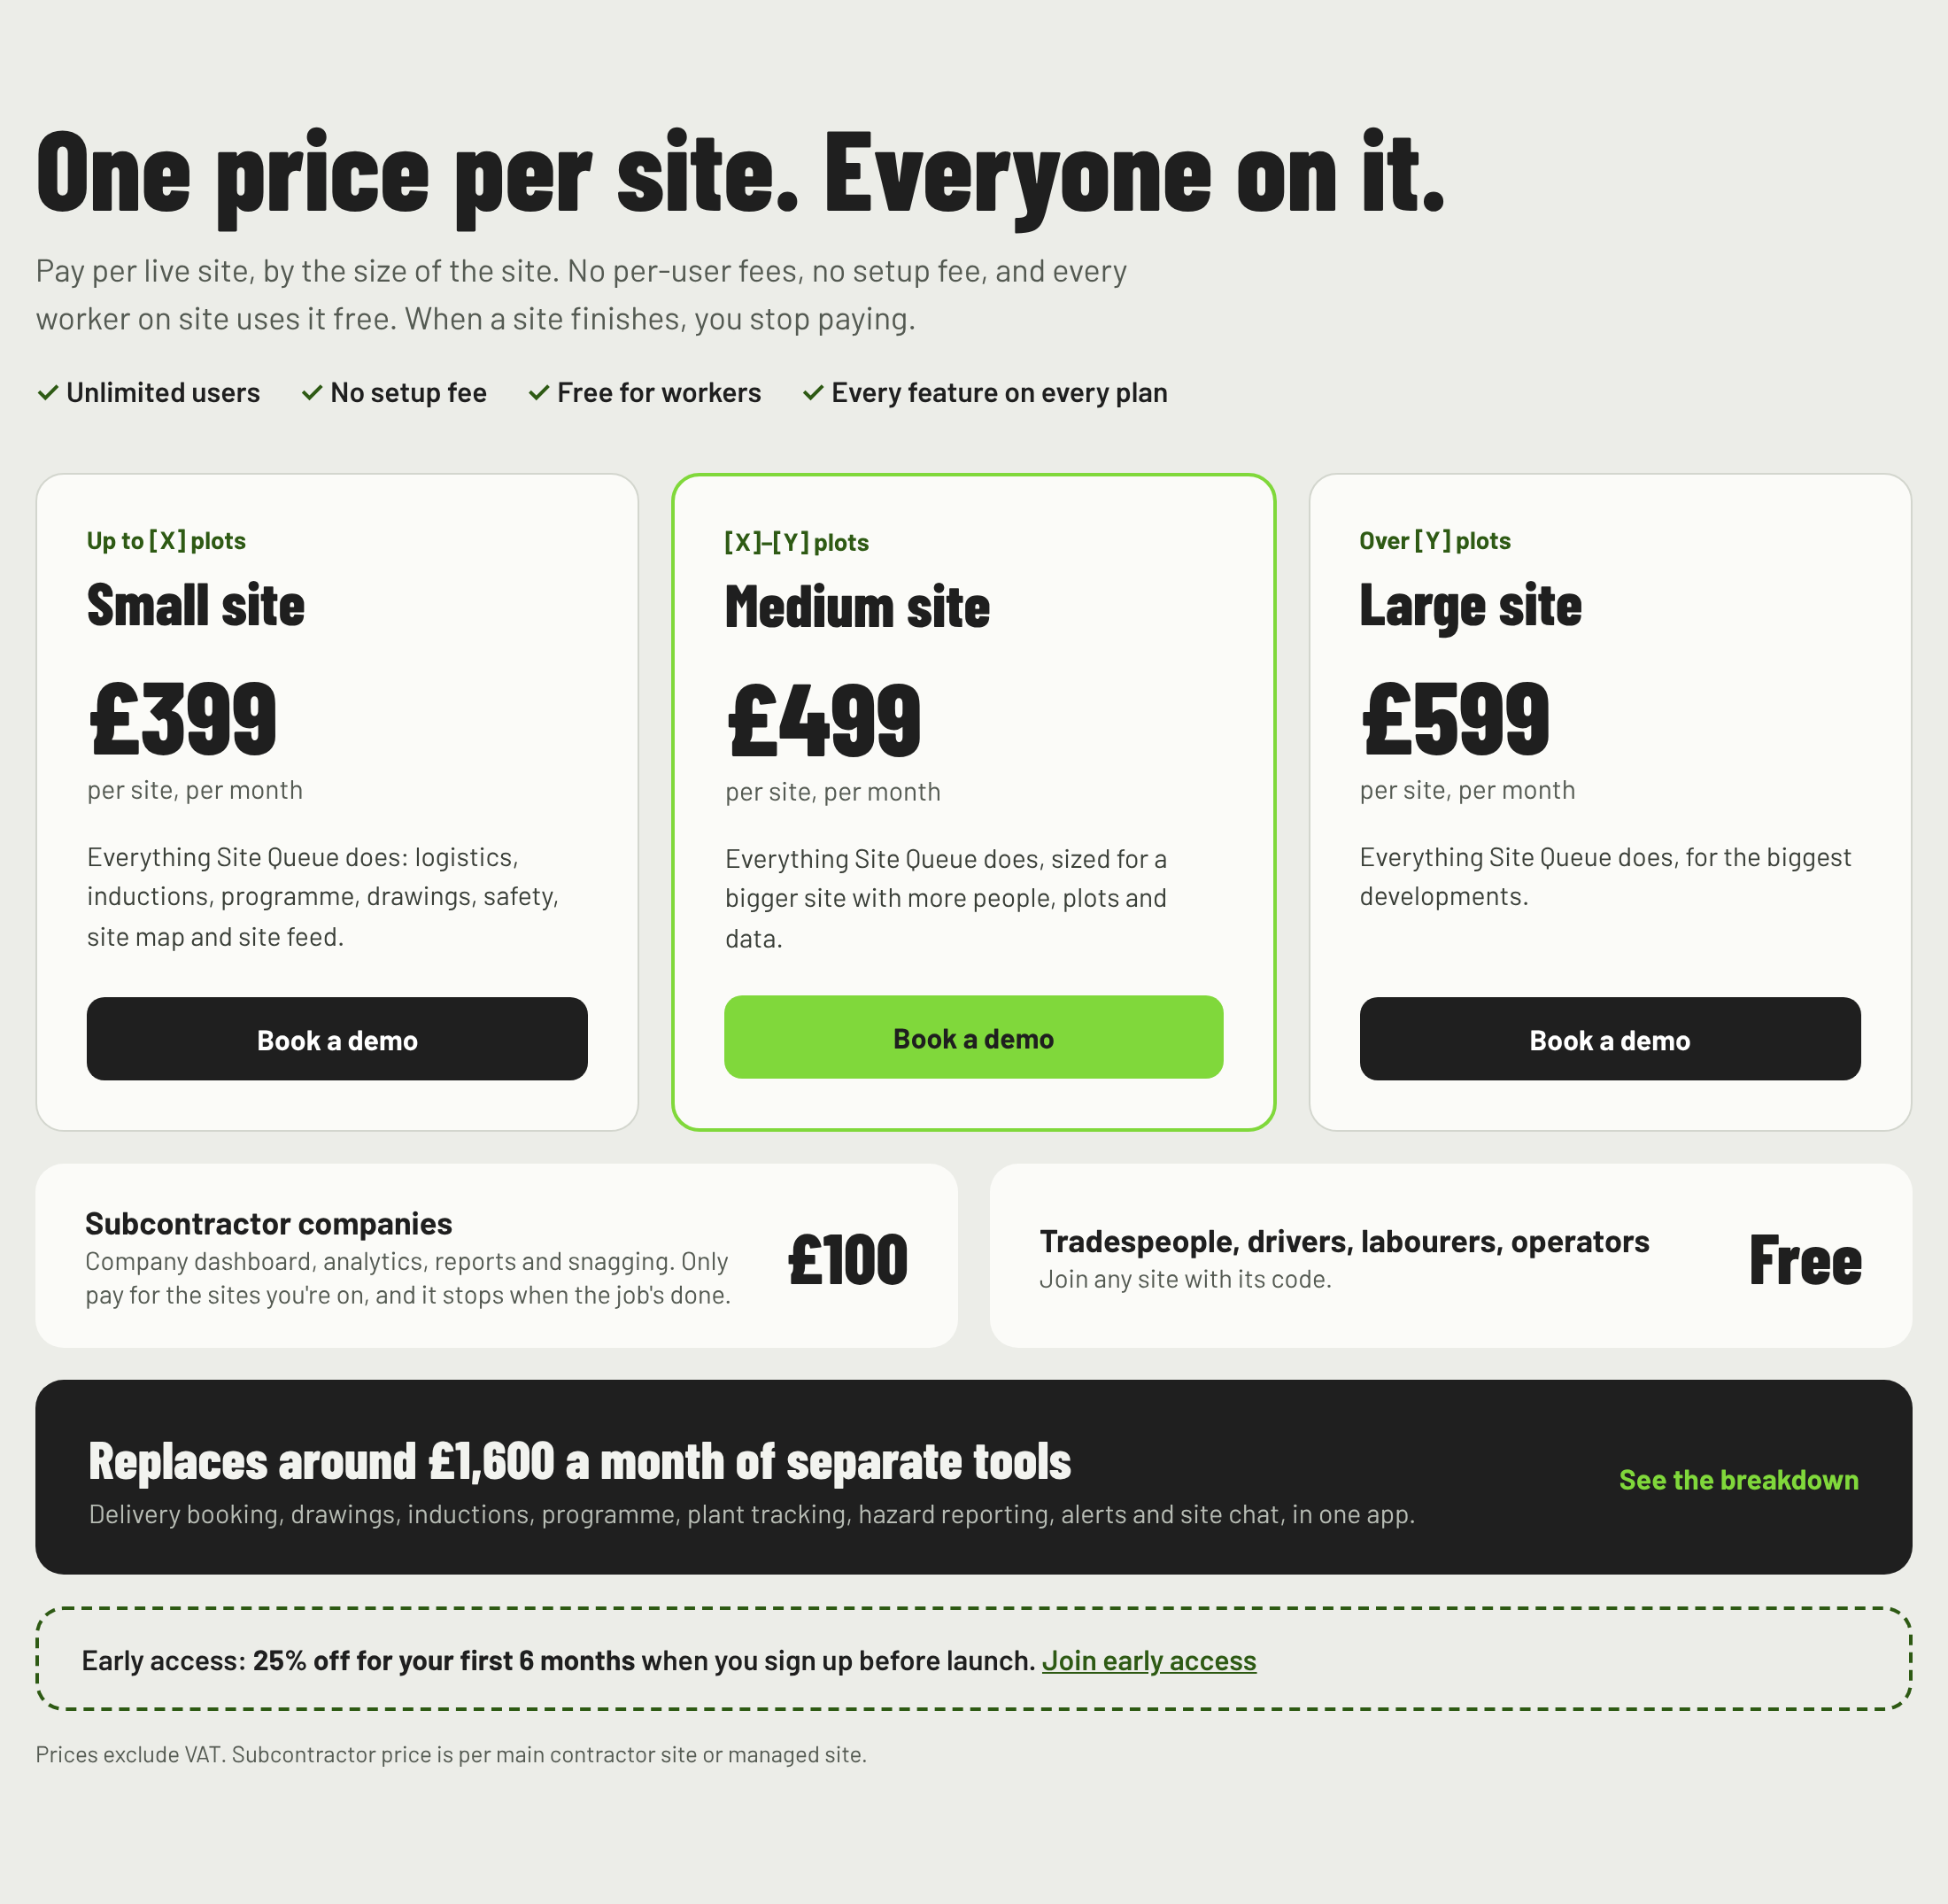 One price per site. Everyone on it.
Pay per live site, by the size of the site. No per-user fees, no setup fee, and every
worker on site uses it free. When a site finishes, you stop paying.
Unlimited users
No setup fee
Free for workers
Every feature on every plan
Up to [X] plots
Small site
£399
per site, per month
Everything Site Queue does: logistics,
inductions, programme, drawings, safety,
site map and site feed.
Book a demo
[X]–[Y] plots
Medium site
£499
per site, per month
Everything Site Queue does, sized for a
bigger site with more people, plots and
data.
Book a demo
Over [Y] plots
Large site
£599
per site, per month
Everything Site Queue does, for the biggest
developments.
Book a demo
Subcontractor companies
Company dashboard, analytics, reports and snagging. Only
pay for the sites you're on, and it stops when the job's done.
£100
Tradespeople, drivers, labourers, operators
Join any site with its code.
Free
Replaces around £1,600 a month of separate tools
Delivery booking, drawings, inductions, programme, plant tracking, hazard reporting, alerts and site chat, in one app.
See the breakdown
Early access: 25% off for your first 6 months when you sign up before launch. Join early access
Prices exclude VAT. Subcontractor price is per main contractor site or managed site.